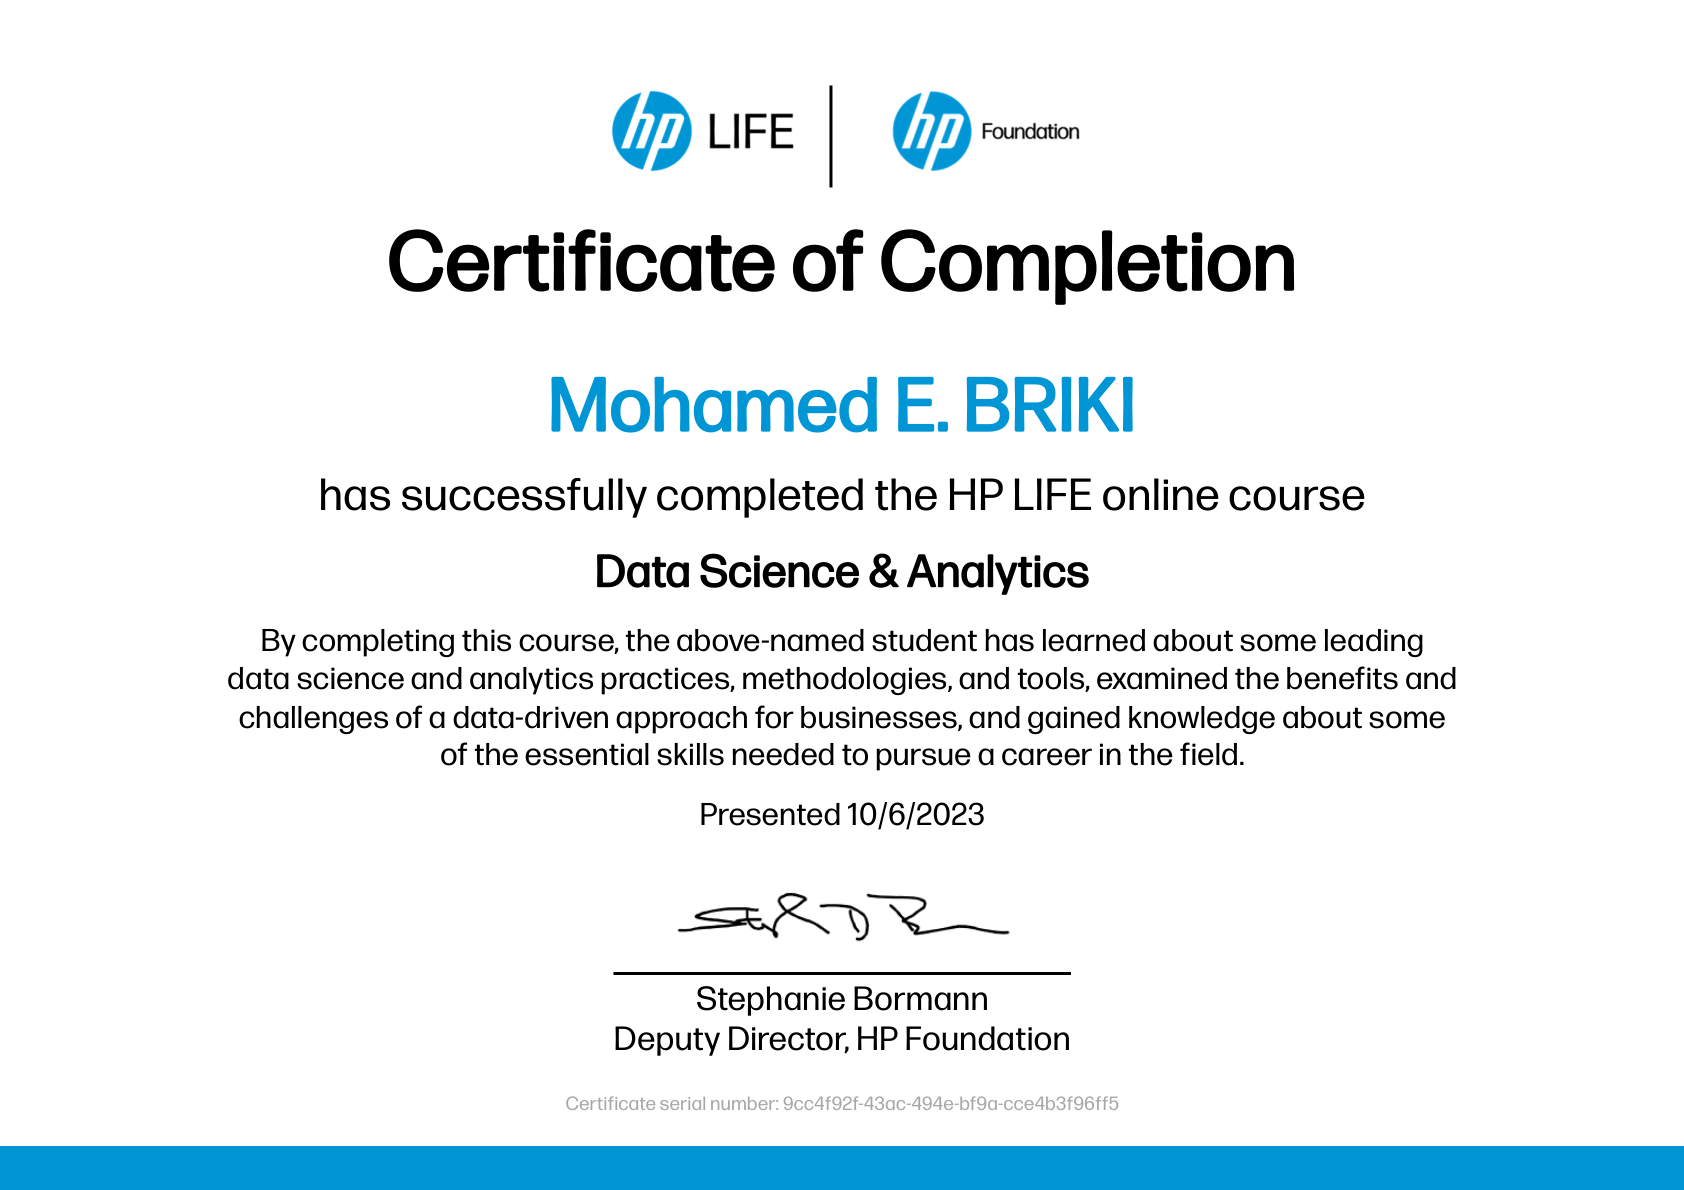 hp LIFE
hp Foundation
Certificate of Completion
Mohamed E. BRIKI
has successfully completed the HP LIFE online course
Data Science & Analytics
By completing this course, the above-named student has learned about some leading
data science and analytics practices, methodologies, and tools, examined the benefits and
challenges of a data-driven approach for businesses, and gained knowledge about some
of the essential skills needed to pursue a career in the field.
Presented 10/6/2023
Stephanie Bormann
Deputy Director, HP Foundation
Certificate serial number: 9cc4f92f-43ac-494e-bf9a-cce4b3f96ff5